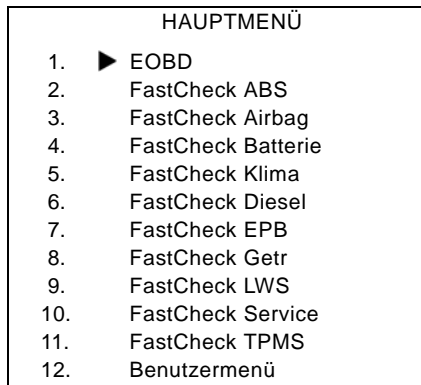 HAUPTMENÜ
1. ▶ EOBD
2. FastCheck ABS
3. FastCheck Airbag
4. FastCheck Batterie
5. FastCheck Klima
6. FastCheck Diesel
7. FastCheck EPB
8. FastCheck Getr
9. FastCheck LWS
10. FastCheck Service
11. FastCheck TPMS
12. Benutzermenü